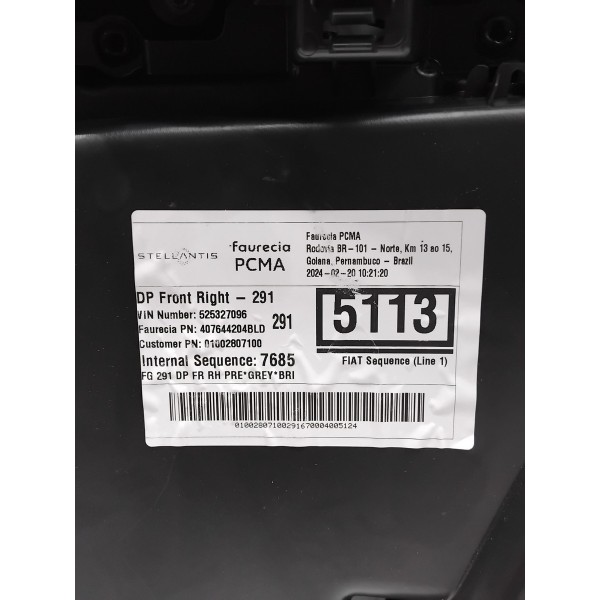 STELLANTIS
faurecia
PCMA
Faurecia PCMA
Rodovia BR-101 - Norte, Km 13 ao 15,
Goiana, Pernambuco - Brazil
2024-02-20 10:21:20
DP Front Right - 291
VIN Number: 525327096
Faurecia PN: 407644204BLD
291
Customer PN: 01002807100
Internal Sequence: 7685
FG 291 DP FR RH PRE*GREY*BRI
5113
FIAT Sequence (Line 1)
01002807100291670004005124